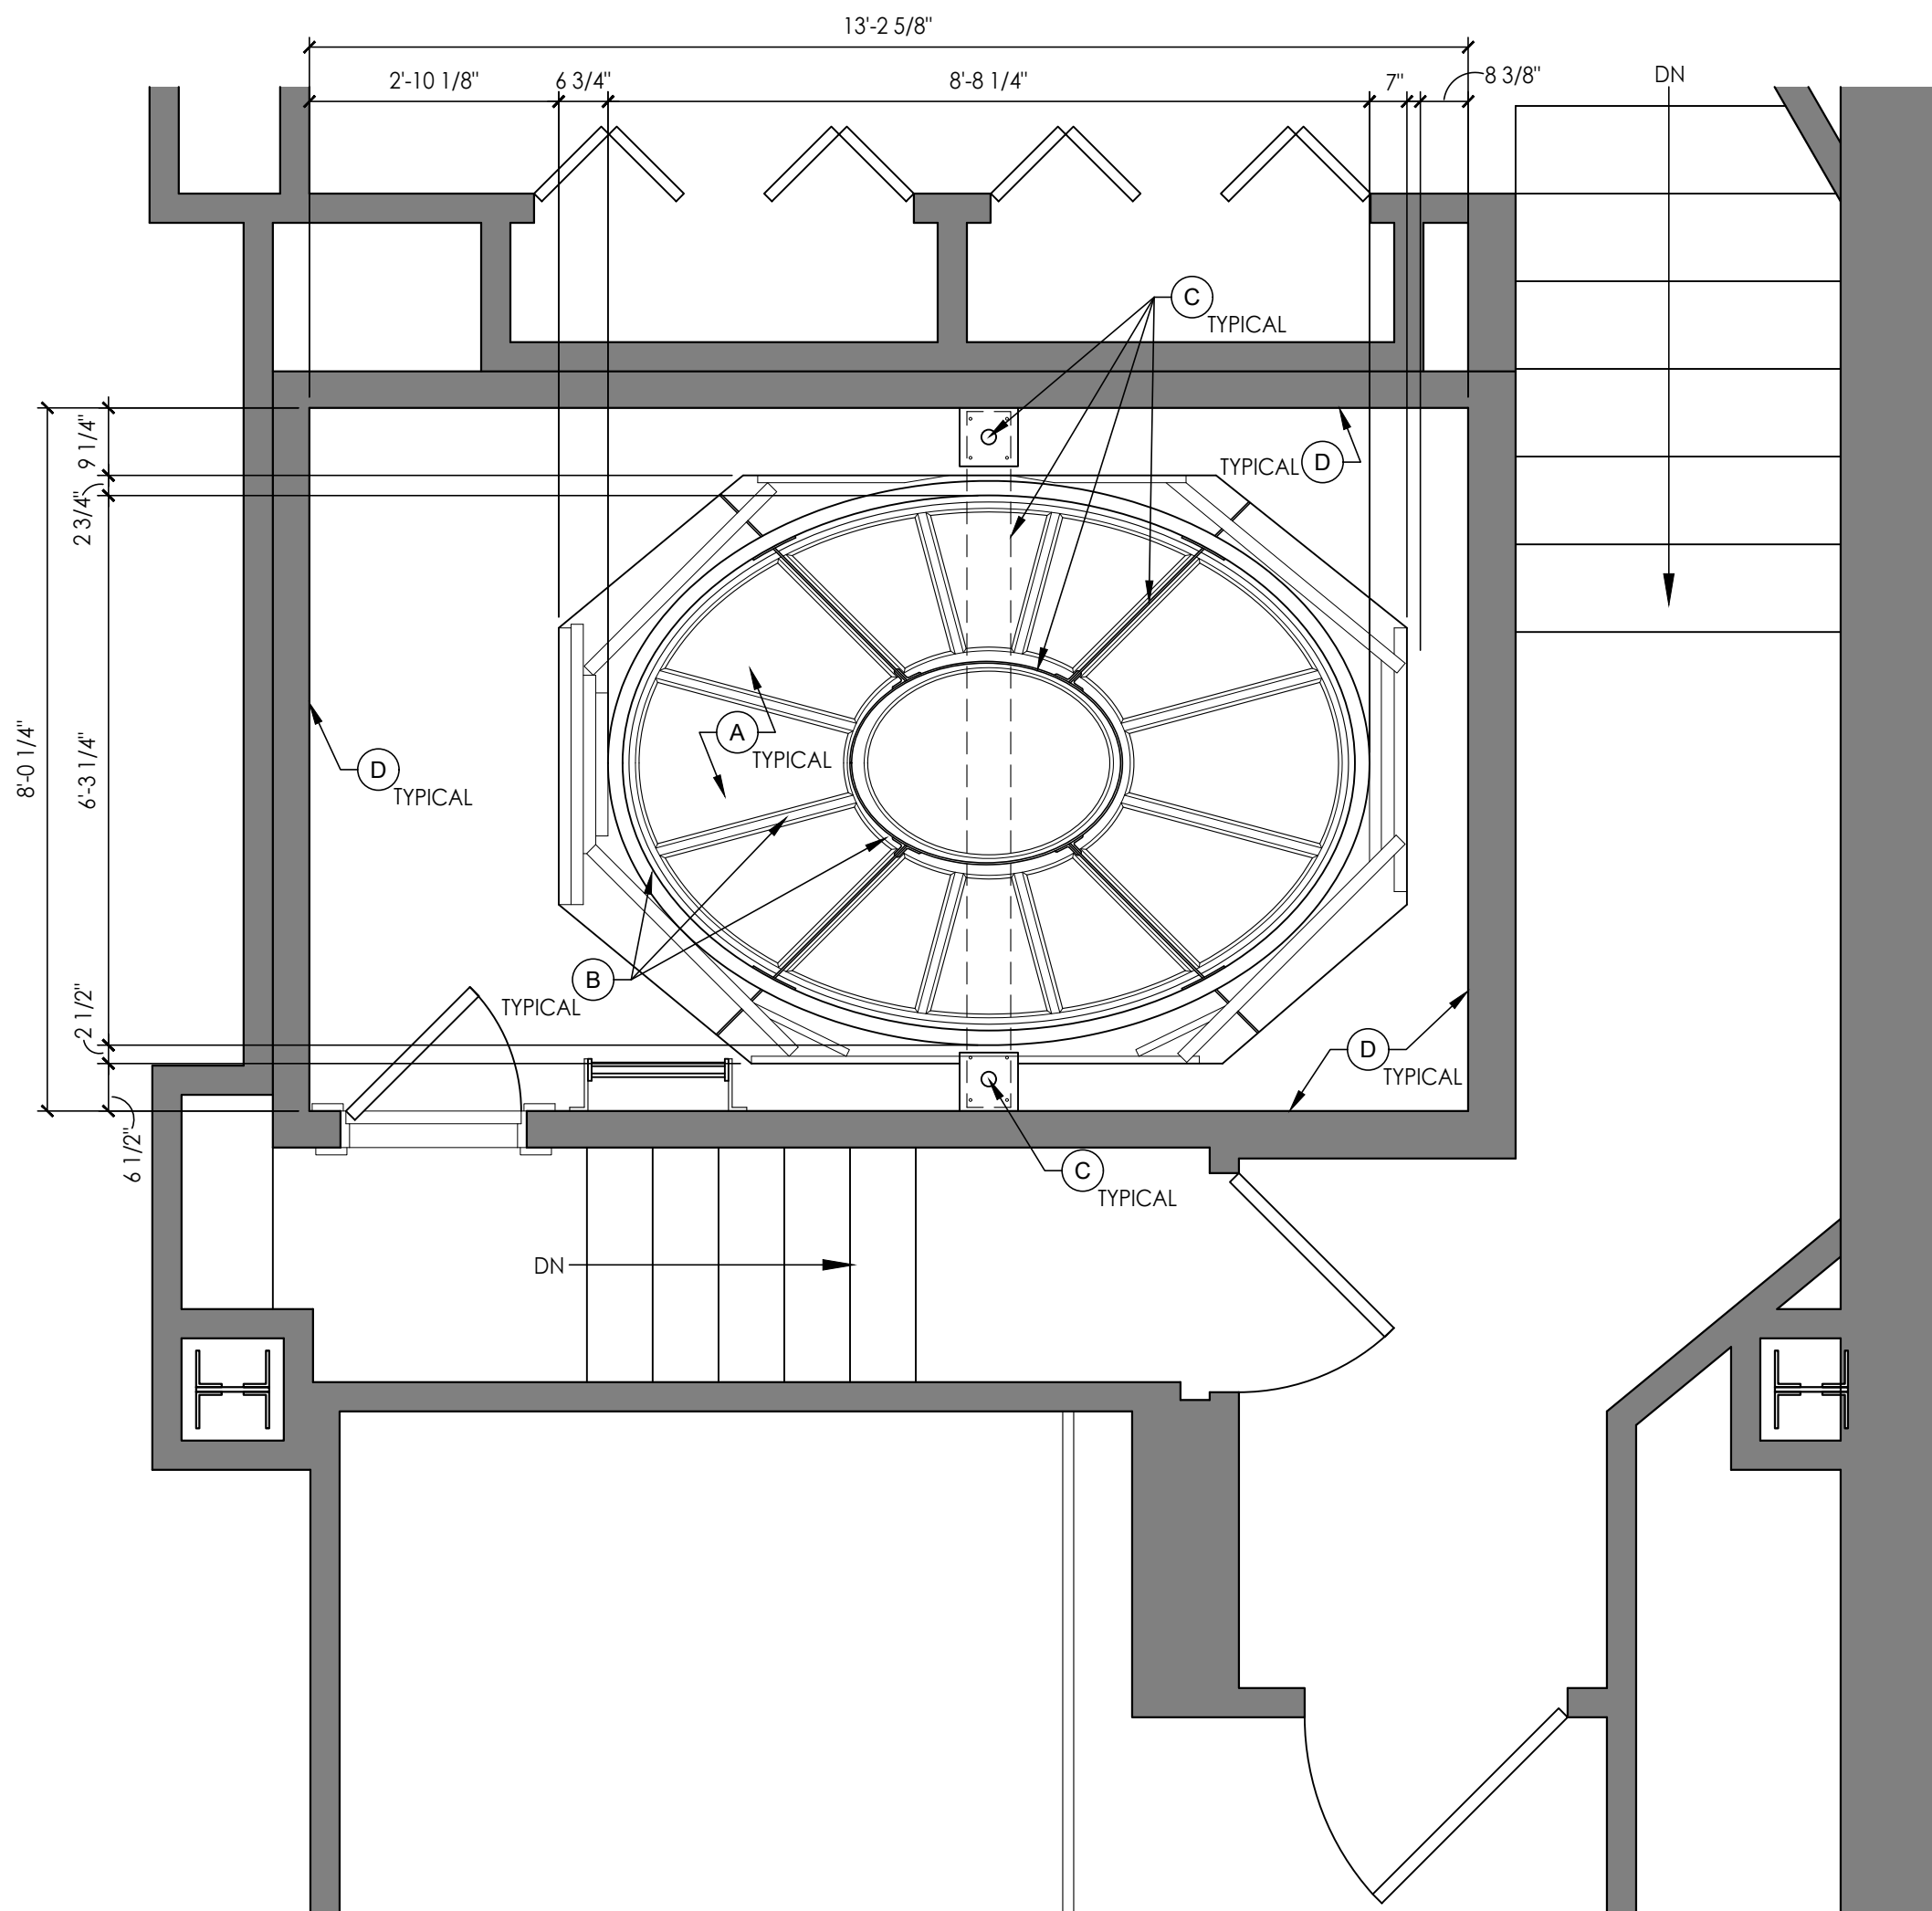 13'-2 5/8"
2'-10 1/8"
6 3/4"
8'-8 1/4"
7"
8 3/8"
DN
C
TYPICAL
9 1/4"
TYPICAL
D
2 3/4"
A
TYPICAL
8'-0 1/4"
6'-3 1/4"
D
TYPICAL
B
TYPICAL
2 1/2"
D
TYPICAL
6 1/2"
C
TYPICAL
DN